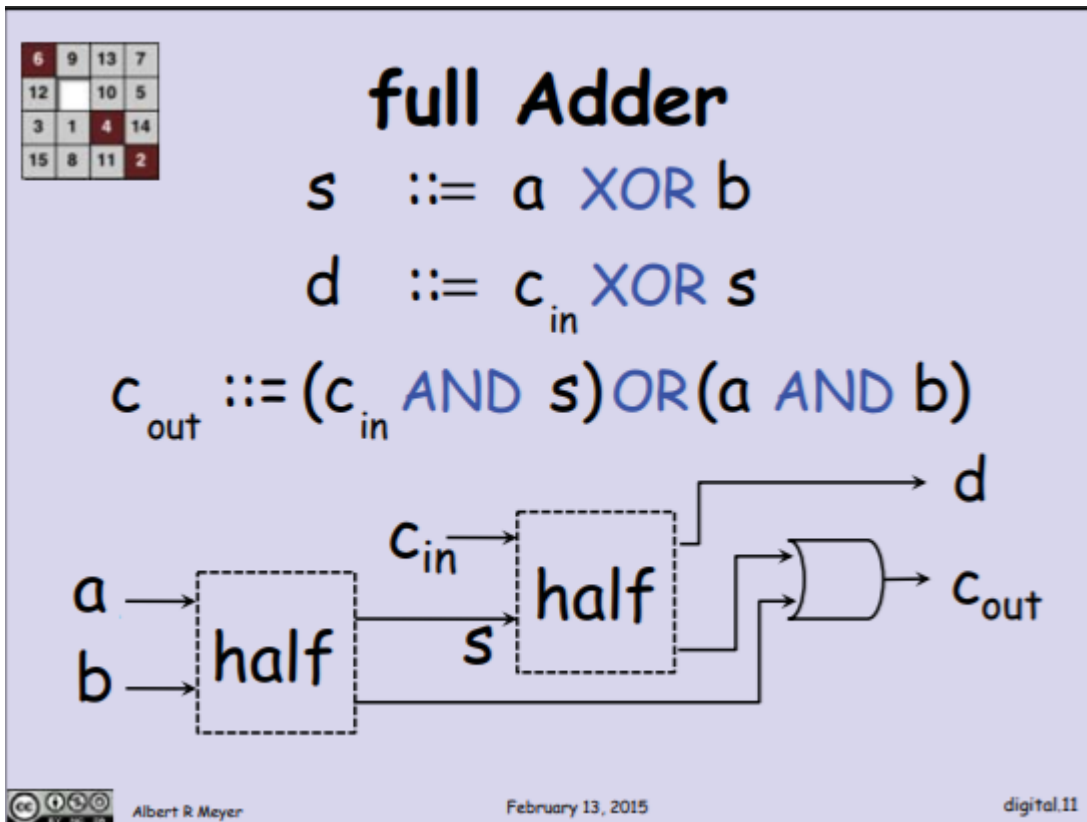 6 9 13 7
12 10 5
3 1 4 14
15 8 11 2
full Adder
s ::= a XOR b
d ::= c_in XOR s
c_out ::= (c_in AND s) OR (a AND b)
d
c_in
half
c_out
a
s
half
b
cc
Albert R Meyer
February 13, 2015
digital.11